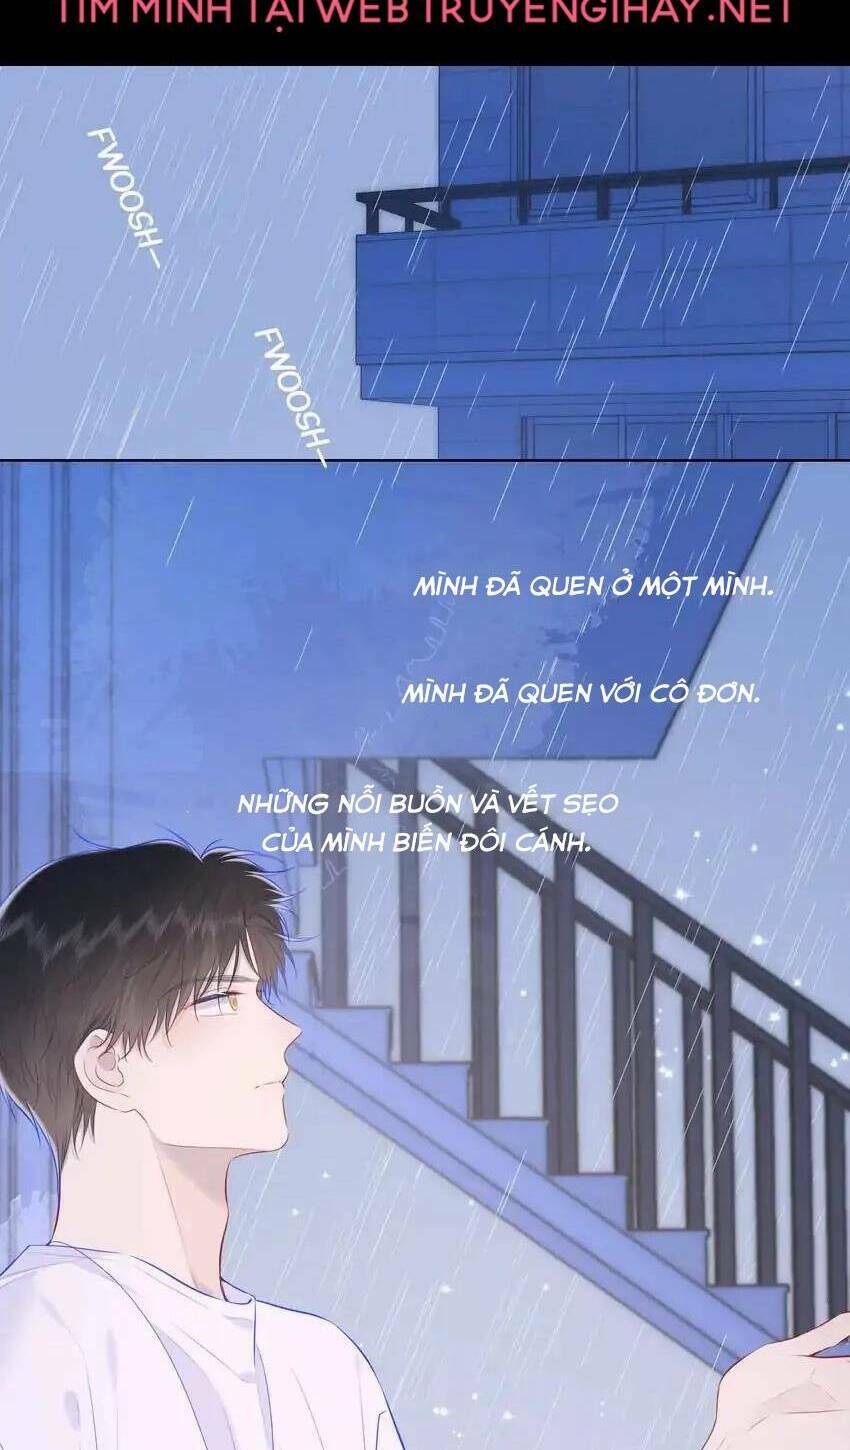 TÌM MÌNH TẠI WEB TRUYENGIHAY.NET
FWOOSH-
FWOOSH-
MÌNH ĐÃ QUEN Ở MỘT MÌNH.
MÌNH ĐÃ QUEN VỚI CÔ ĐƠN.
NHỮNG NỖI BUỒN VÀ VẾT SẸO
CỦA MÌNH BIẾN ĐÔI CÁNH.